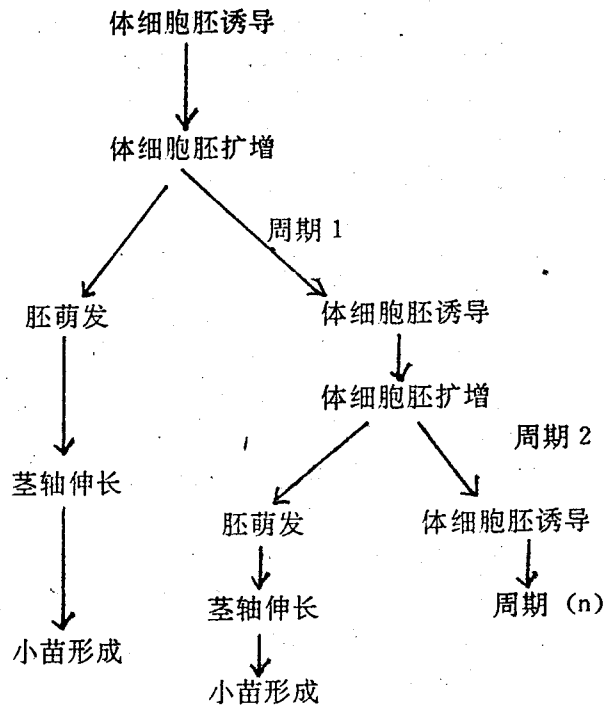 体细胞胚诱导
体细胞胚扩增
周期 1
胚萌发
体细胞胚诱导
体细胞胚扩增
周期 2
茎轴伸长
胚萌发
体细胞胚诱导
茎轴伸长
周期 (n)
小苗形成
小苗形成